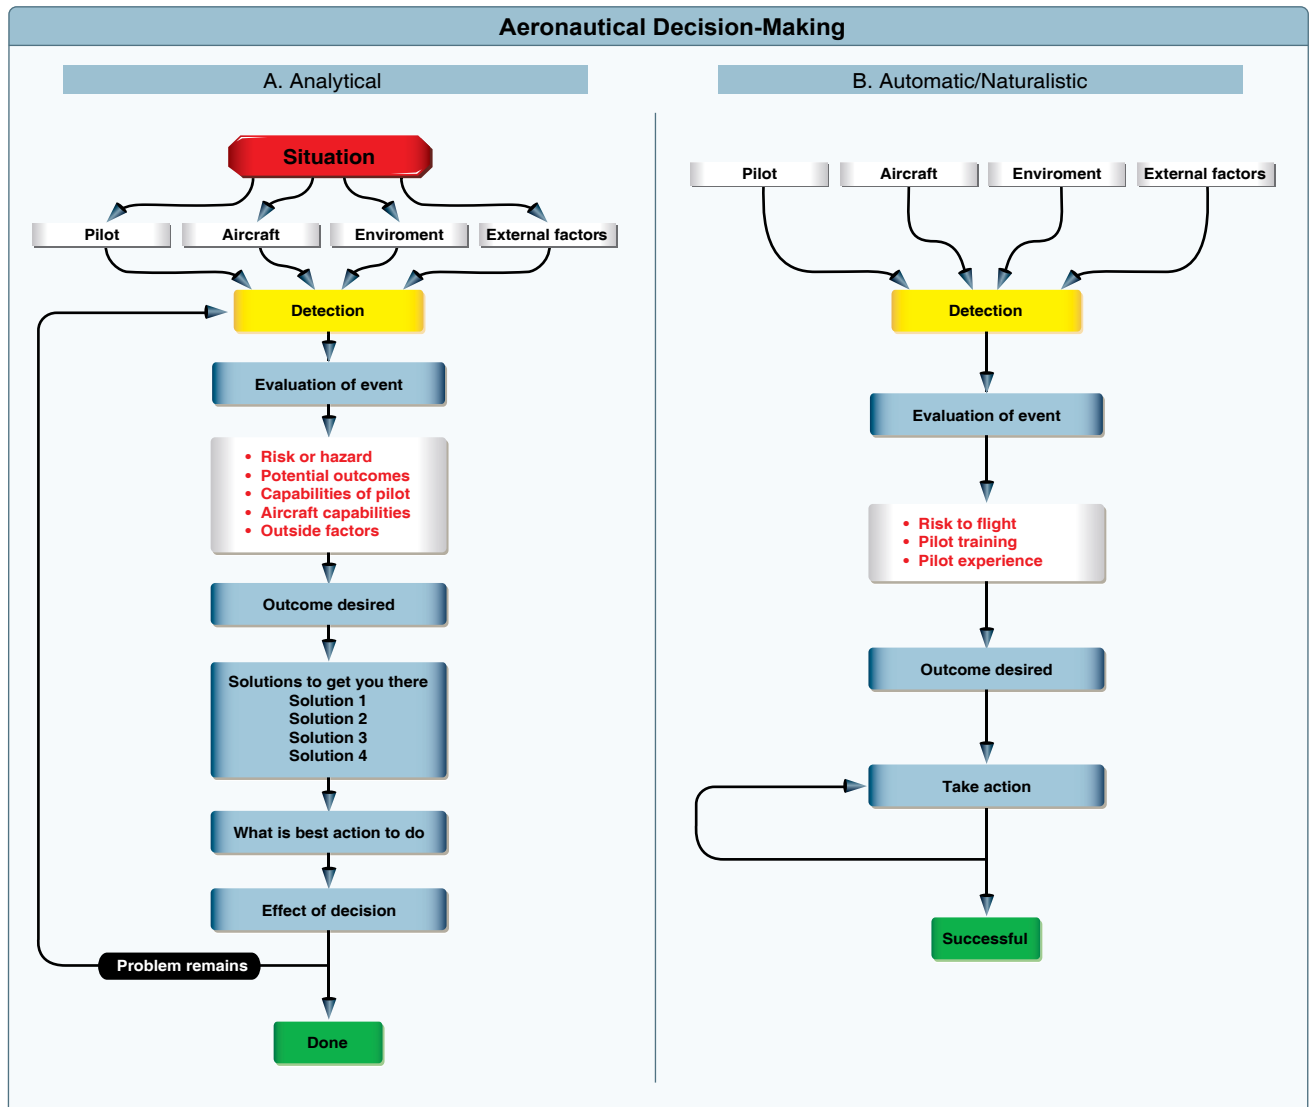 Aeronautical Decision-Making
A. Analytical
Situation
Pilot
Aircraft
Enviroment
External factors
Detection
Evaluation of event
• Risk or hazard
• Potential outcomes
• Capabilities of pilot
• Aircraft capabilities
• Outside factors
Outcome desired
Solutions to get you there
Solution 1
Solution 2
Solution 3
Solution 4
What is best action to do
Effect of decision
Problem remains
Done
B. Automatic/Naturalistic
Pilot
Aircraft
Enviroment
External factors
Detection
Evaluation of event
• Risk to flight
• Pilot training
• Pilot experience
Outcome desired
Take action
Successful